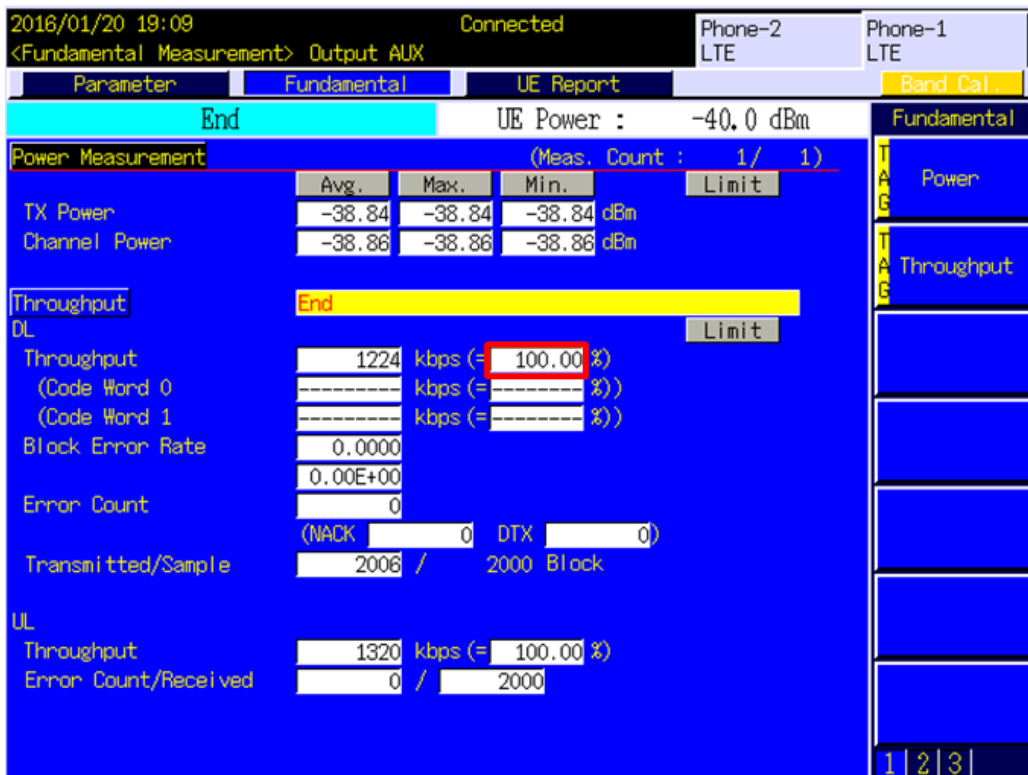 2016/01/20 19:09 Connected Phone-2 Phone-1
<Fundamental Measurement> Output AUX LTE LTE
Parameter Fundamental UE Report Band Cal.
End UE Power : -40.0 dBm Fundamental
Power Measurement (Meas. Count : 1/ 1) TAG Power
Avg. Max. Min. Limit
TX Power -38.84 -38.84 -38.84 dBm
Channel Power -38.86 -38.86 -38.86 dBm
TAG Throughput
Throughput End
DL Limit
Throughput 1224 kbps (= 100.00 %)
(Code Word 0 --------- kbps (= -------- %))
(Code Word 1 --------- kbps (= -------- %))
Block Error Rate 0.0000
0.00E+00
Error Count 0
(NACK 0 DTX 0)
Transmitted/Sample 2006 / 2000 Block
UL
Throughput 1320 kbps (= 100.00 %)
Error Count/Received 0 / 2000
1 2 3